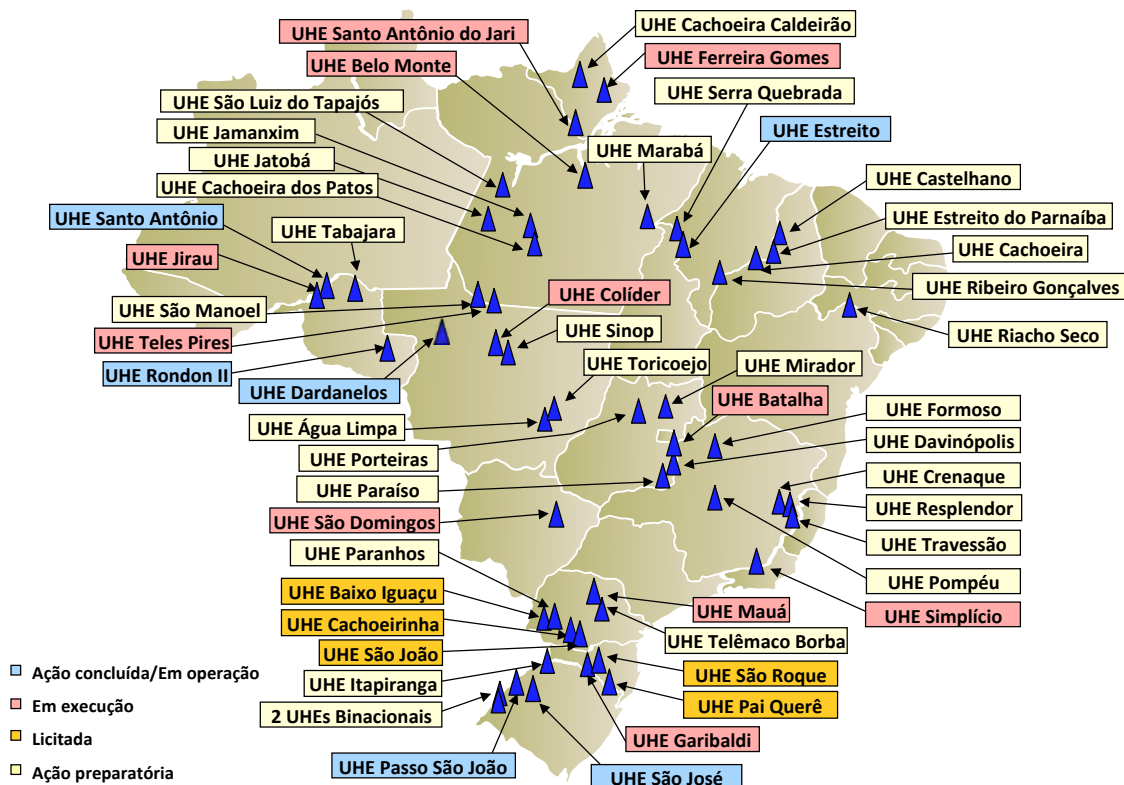 UHE Cachoeira Caldeirão
UHE Santo Antônio do Jari
UHE Ferreira Gomes
UHE Belo Monte
UHE Serra Quebrada
UHE São Luiz do Tapajós
UHE Estreito
UHE Jamanxim
UHE Marabá
UHE Jatobá
UHE Castelhano
UHE Cachoeira dos Patos
UHE Santo Antônio
UHE Estreito do Parnaíba
UHE Tabajara
UHE Cachoeira
UHE Jirau
UHE Ribeiro Gonçalves
UHE Colíder
UHE São Manoel
UHE Sinop
UHE Riacho Seco
UHE Teles Pires
UHE Toricoejo
UHE Mirador
UHE Rondon II
UHE Dardanelos
UHE Batalha
UHE Formoso
UHE Água Limpa
UHE Davinópolis
UHE Porteiras
UHE Crenaque
UHE Paraíso
UHE Resplendor
UHE São Domingos
UHE Travessão
UHE Paranhos
UHE Pompéu
UHE Baixo Iguaçu
UHE Mauá
UHE Simplício
UHE Cachoeirinha
UHE Telêmaco Borba
UHE São João
Ação concluída/Em operação
UHE São Roque
UHE Itapiranga
Em execução
UHE Pai Querê
2 UHEs Binacionais
Licitada
UHE Garibaldi
UHE Passo São João
Ação preparatória
UHE São José